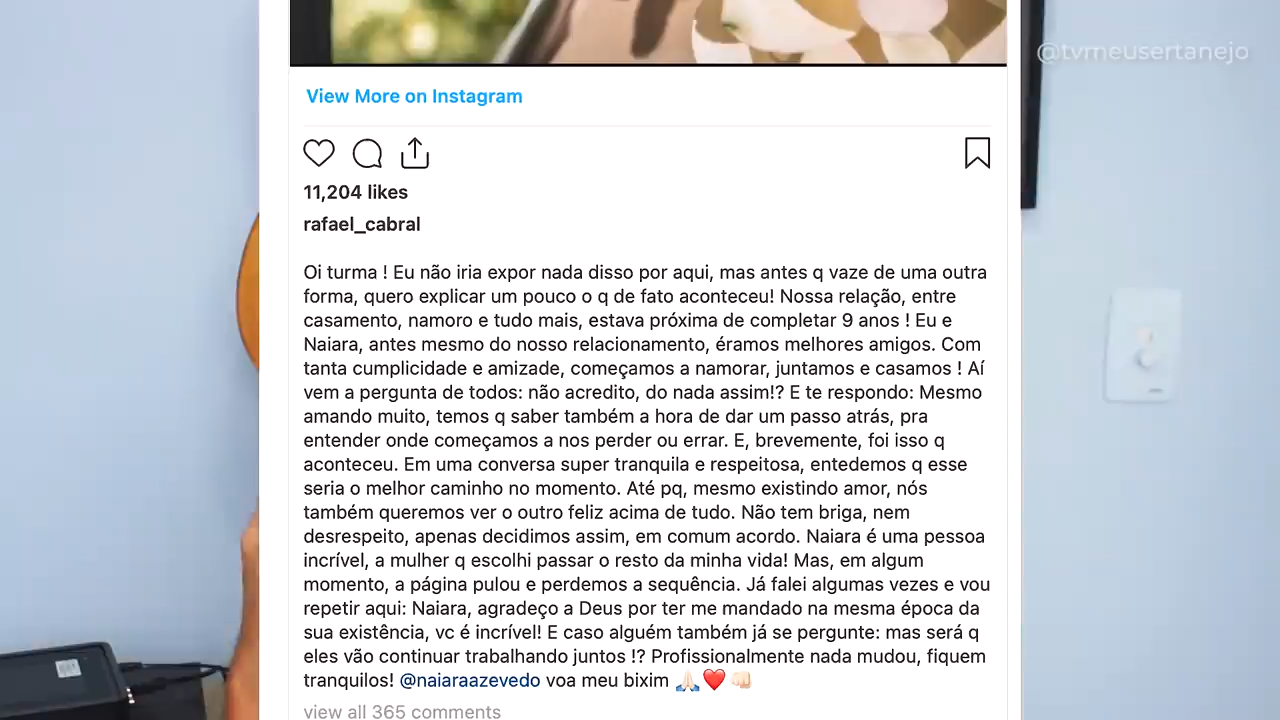 @tvmeusertanejo
View More on Instagram
11,204 likes
rafael_cabral
Oi turma ! Eu não iria expor nada disso por aqui, mas antes q vaze de uma outra
forma, quero explicar um pouco o q de fato aconteceu! Nossa relação, entre
casamento, namoro e tudo mais, estava próxima de completar 9 anos ! Eu e
Naiara, antes mesmo do nosso relacionamento, éramos melhores amigos. Com
tanta cumplicidade e amizade, começamos a namorar, juntamos e casamos ! Aí
vem a pergunta de todos: não acredito, do nada assim!? E te respondo: Mesmo
amando muito, temos q saber também a hora de dar um passo atrás, pra
entender onde começamos a nos perder ou errar. E, brevemente, foi isso q
aconteceu. Em uma conversa super tranquila e respeitosa, entedemos q esse
seria o melhor caminho no momento. Até pq, mesmo existindo amor, nós
também queremos ver o outro feliz acima de tudo. Não tem briga, nem
desrespeito, apenas decidimos assim, em comum acordo. Naiara é uma pessoa
incrível, a mulher q escolhi passar o resto da minha vida! Mas, em algum
momento, a página pulou e perdemos a sequência. Já falei algumas vezes e vou
repetir aqui: Naiara, agradeço a Deus por ter me mandado na mesma época da
sua existência, vc é incrível! E caso alguém também já se pergunte: mas será q
eles vão continuar trabalhando juntos !? Profissionalmente nada mudou, fiquem
tranquilos! @naiaraazevedo voa meu bixim 🙏🏻❤️👊🏻
view all 365 comments